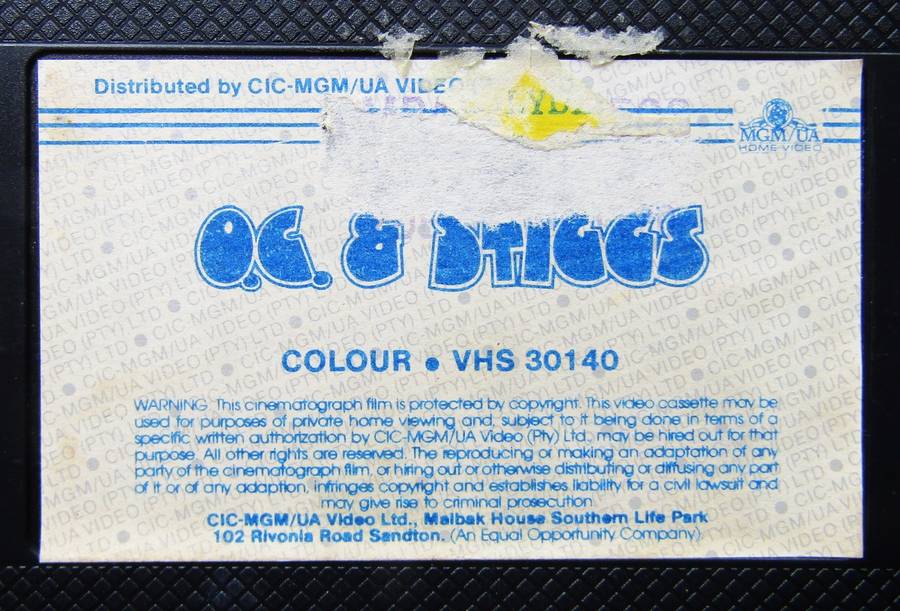 Distributed by CIC-MGM/UA VIDEO
MGM/UA
HOME VIDEO
O.C. & STIGGS
COLOUR ● VHS 30140
WARNING. This cinematograph film is protected by copyright. This video cassette may be
used for purposes of private home viewing and, subject to it being done in terms of a
specific written authorization by CIC-MGM/UA Video (Pty) Ltd., may be hired out for that
purpose. All other rights are reserved. The reproducing or making an adaptation of any
party of the cinematograph film, or hiring out or otherwise distributing or diffusing any part
of it or of any adaption, infringes copyright and establishes liability for a civil lawsuit and
may give rise to criminal prosecution.
CIC-MGM/UA Video Ltd., Malbak House Southern Life Park
102 Rivonia Road Sandton. (An Equal Opportunity Company)
CIC-MGM/UA VIDEO (PTY) LTD